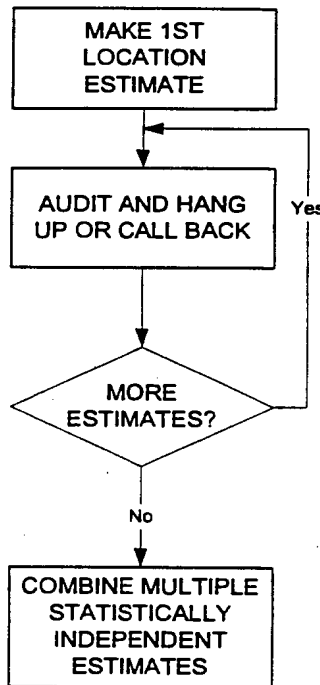 MAKE 1ST
LOCATION
ESTIMATE
AUDIT AND HANG
UP OR CALL BACK
Yes
MORE
ESTIMATES?
No
COMBINE MULTIPLE
STATISTICALLY
INDEPENDENT
ESTIMATES